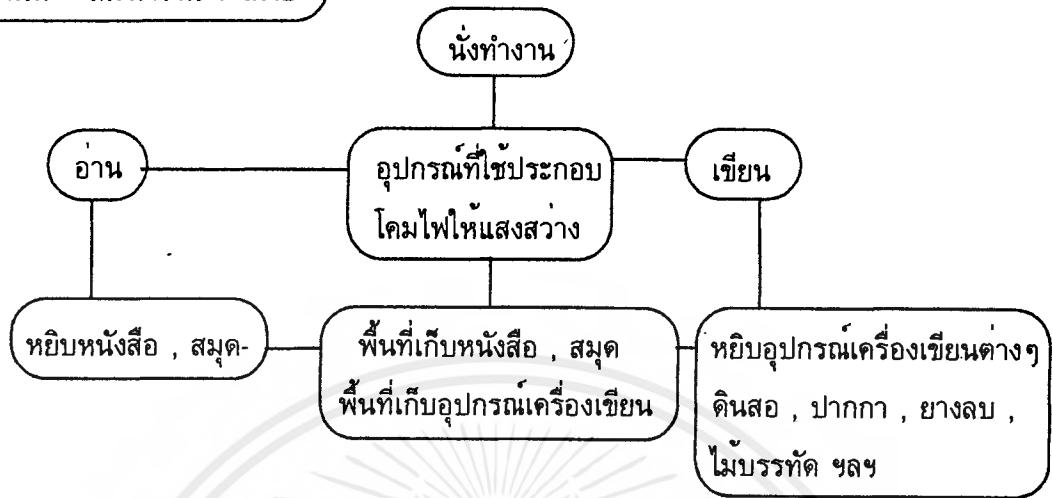 นั่งทำงาน
อ่าน
อุปกรณ์ที่ใช้ประกอบ
โคมไฟให้แสงสว่าง
เขียน
หยิบหนังสือ , สมุด-
พื้นที่เก็บหนังสือ , สมุด
พื้นที่เก็บอุปกรณ์เครื่องเขียน
หยิบอุปกรณ์เครื่องเขียนต่างๆ
ดินสอ , ปากกา , ยางลบ ,
ไม้บรรทัด ฯลฯ